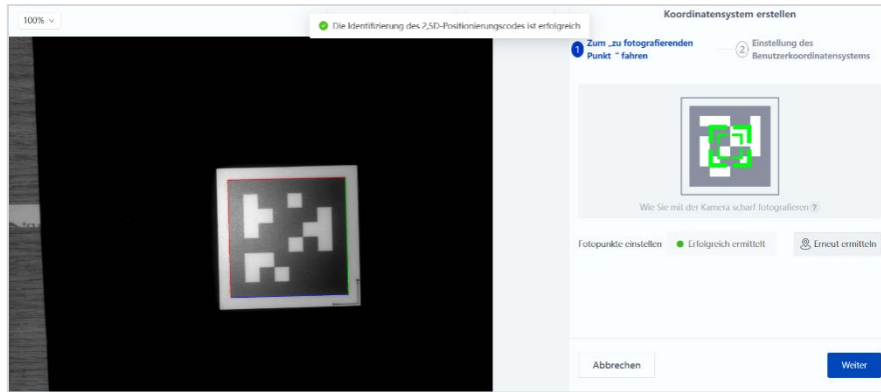 100%
Die Identifizierung des 2,5D-Positionierungscodes ist erfolgreich
Koordinatensystem erstellen
1 Zum „zu fotografierenden
Punkt " fahren
2 Einstellung des
Benutzerkoordinatensystems
Wie Sie mit der Kamera scharf fotografieren ?
Fotopunkte einstellen
Erfolgreich ermittelt
Erneut ermitteln
Abbrechen
Weiter